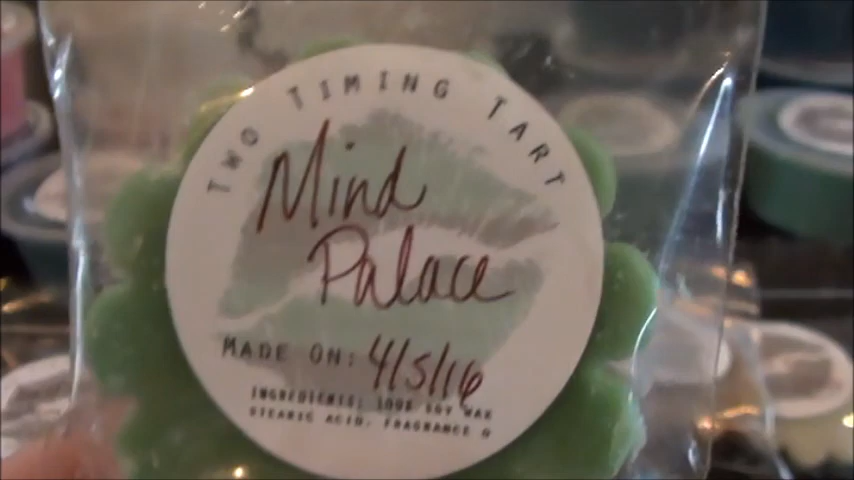 TWO TIMING TART
Mind
Palace
MADE ON: 4/5/16
INGREDIENTS: 100% SOY WAX
STEARIC ACID, FRAGRANCE O